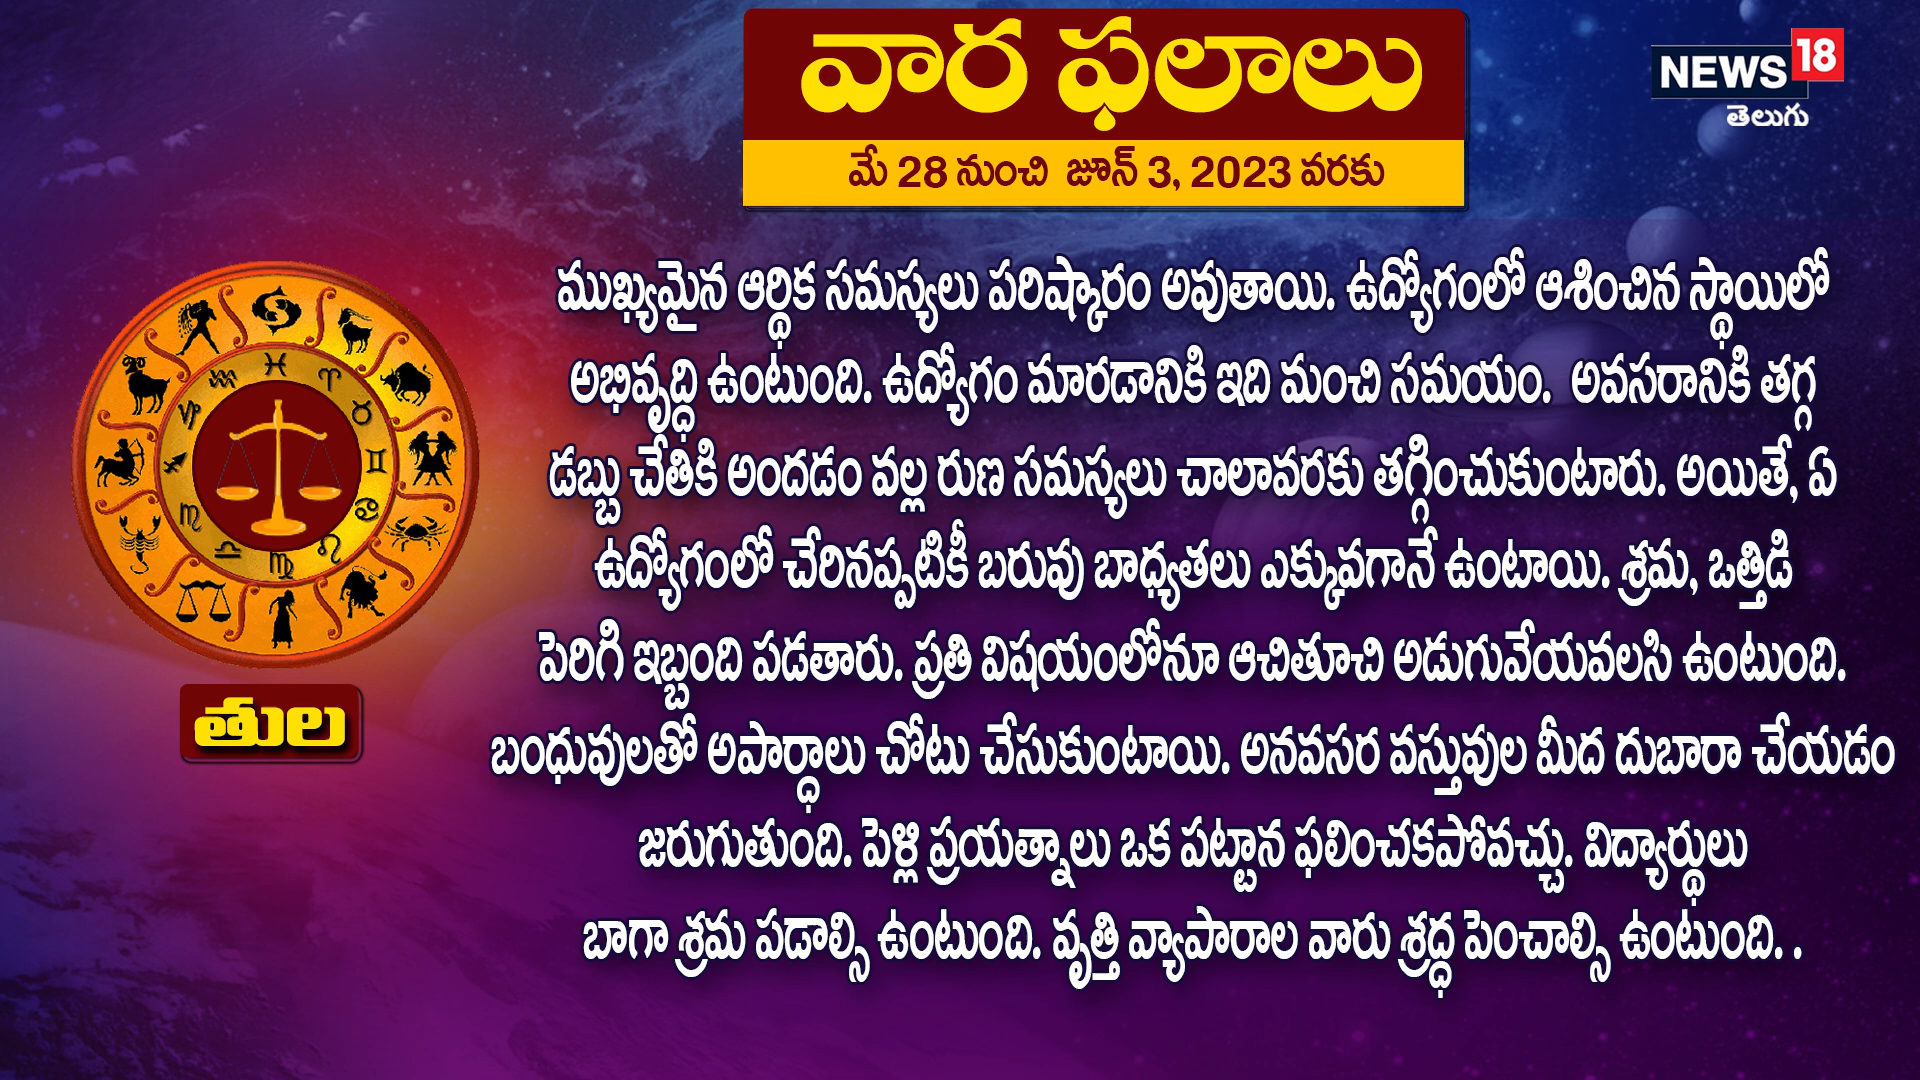 వార ఫలాలు
NEWS 18
తెలుగు
మే 28 నుంచి జూన్ 3, 2023 వరకు
ముఖ్యమైన ఆర్థిక సమస్యలు పరిష్కారం అవుతాయి. ఉద్యోగంలో ఆశించిన స్థాయిలో
అభివృద్ధి ఉంటుంది. ఉద్యోగం మారడానికి ఇది మంచి సమయం. అవసరానికి తగ్గ
డబ్బు చేతికి అందడం వల్ల రుణ సమస్యలు చాలావరకు తగ్గించుకుంటారు. అయితే, ఏ
ఉద్యోగంలో చేరినప్పటికీ బరువు బాధ్యతలు ఎక్కువగానే ఉంటాయి. శ్రమ, ఒత్తిడి
పెరిగి ఇబ్బంది పడతారు. ప్రతి విషయంలోనూ ఆచితూచి అడుగువేయవలసి ఉంటుంది.
బంధువులతో అపార్ధాలు చోటు చేసుకుంటాయి. అనవసర వస్తువుల మీద దుబారా చేయడం
జరుగుతుంది. పెళ్లి ప్రయత్నాలు ఒక పట్టాన ఫలించకపోవచ్చు. విద్యార్థులు
బాగా శ్రమ పడాల్సి ఉంటుంది. వృత్తి వ్యాపారాల వారు శ్రద్ధ పెంచాల్సి ఉంటుంది. .
తుల